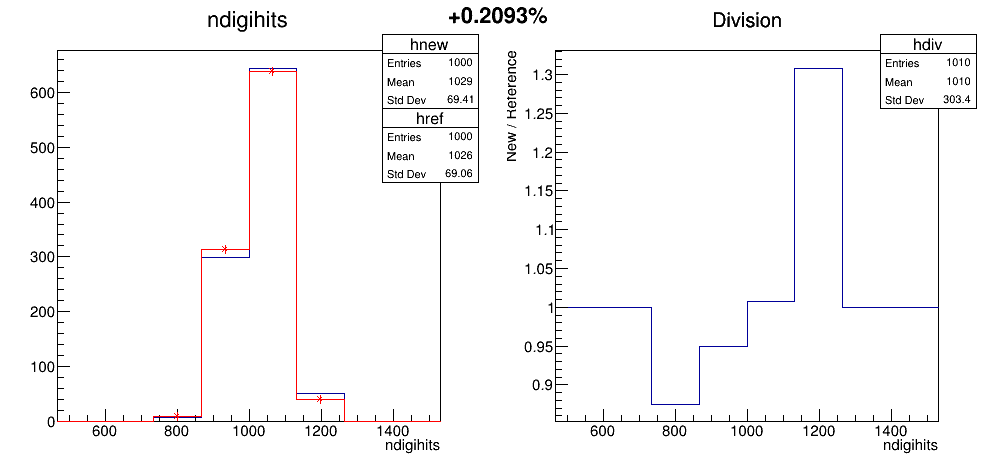 +0.2093%
ndigihits
hnew
Entries 1000
Mean 1029
Std Dev 69.41
href
Entries 1000
Mean 1026
Std Dev 69.06
600
500
400
300
200
100
0
600 800 1000 1200 1400
ndigihits
Division
hdiv
Entries 1010
Mean 1010
Std Dev 303.4
New / Reference
1.3
1.25
1.2
1.15
1.1
1.05
1
0.95
0.9
600 800 1000 1200 1400
ndigihits